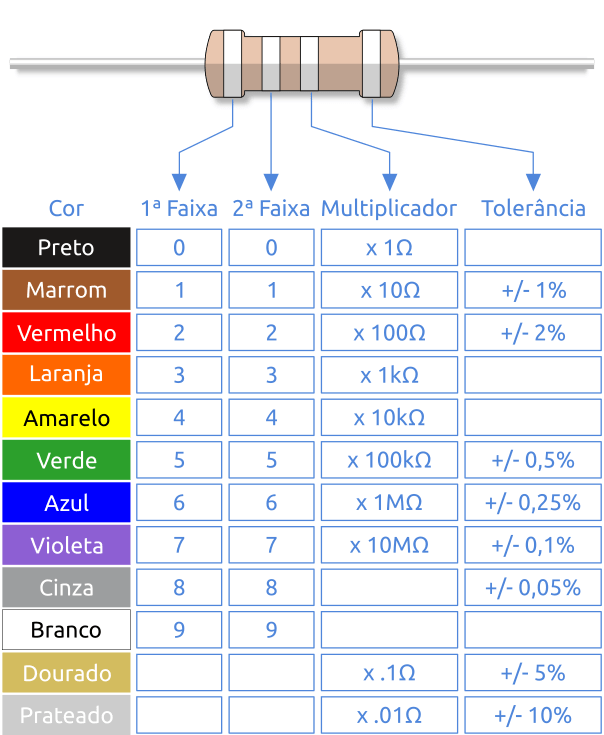 Cor 1ª Faixa 2ª Faixa Multiplicador Tolerância
Preto 0 0 x 1Ω
Marrom 1 1 x 10Ω +/- 1%
Vermelho 2 2 x 100Ω +/- 2%
Laranja 3 3 x 1kΩ
Amarelo 4 4 x 10kΩ
Verde 5 5 x 100kΩ +/- 0,5%
Azul 6 6 x 1MΩ +/- 0,25%
Violeta 7 7 x 10MΩ +/- 0,1%
Cinza 8 8 +/- 0,05%
Branco 9 9
Dourado x .1Ω +/- 5%
Prateado x .01Ω +/- 10%